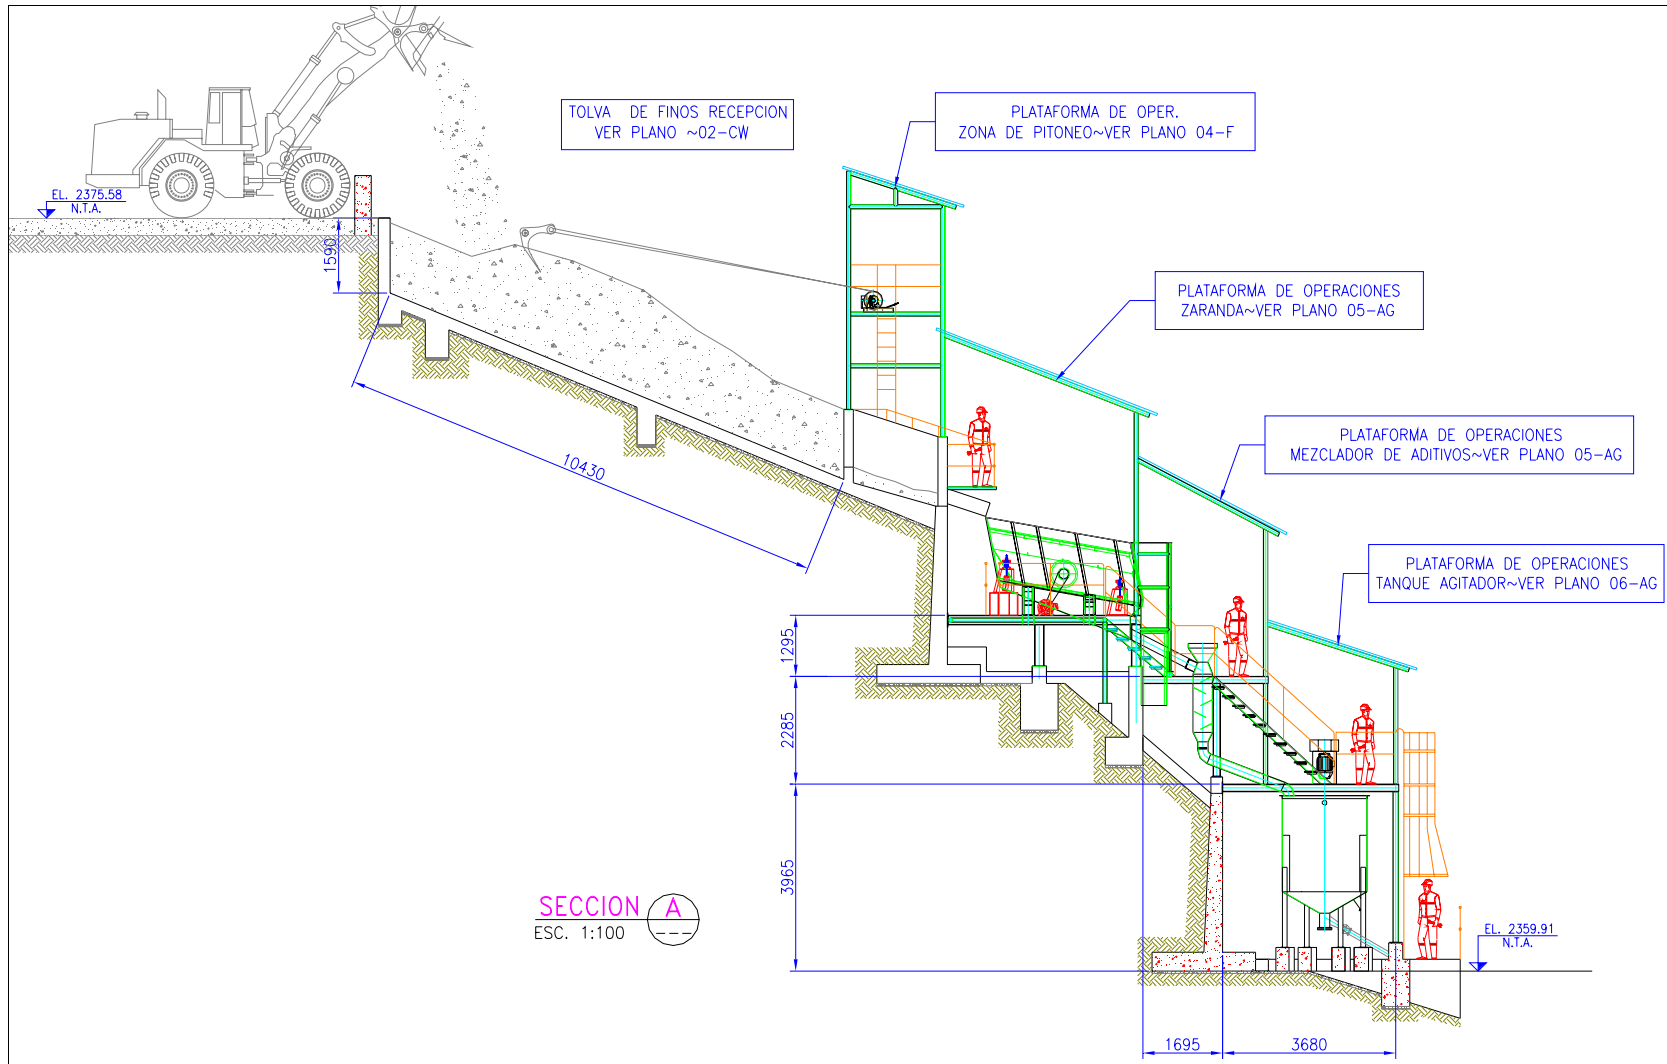 TOLVA DE FINOS RECEPCION
VER PLANO ~02-CW
PLATAFORMA DE OPER.
ZONA DE PITONEO~VER PLANO 04-F
EL. 2375.58
N.T.A.
1590
PLATAFORMA DE OPERACIONES
ZARANDA~VER PLANO 05-AG
PLATAFORMA DE OPERACIONES
MEZCLADOR DE ADITIVOS~VER PLANO 05-AG
10430
PLATAFORMA DE OPERACIONES
TANQUE AGITADOR~VER PLANO 06-AG
1295
2285
3965
SECCION A
ESC. 1:100 ---
EL. 2359.91
N.T.A.
1695
3680